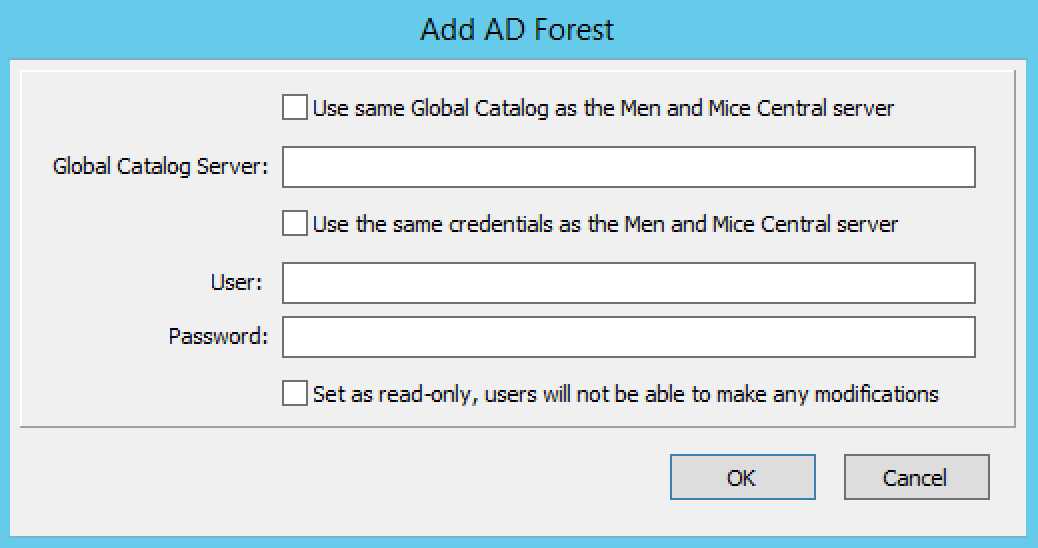 Add AD Forest
Use same Global Catalog as the Men and Mice Central server
Global Catalog Server:
Use the same credentials as the Men and Mice Central server
User:
Password:
Set as read-only, users will not be able to make any modifications
OK Cancel